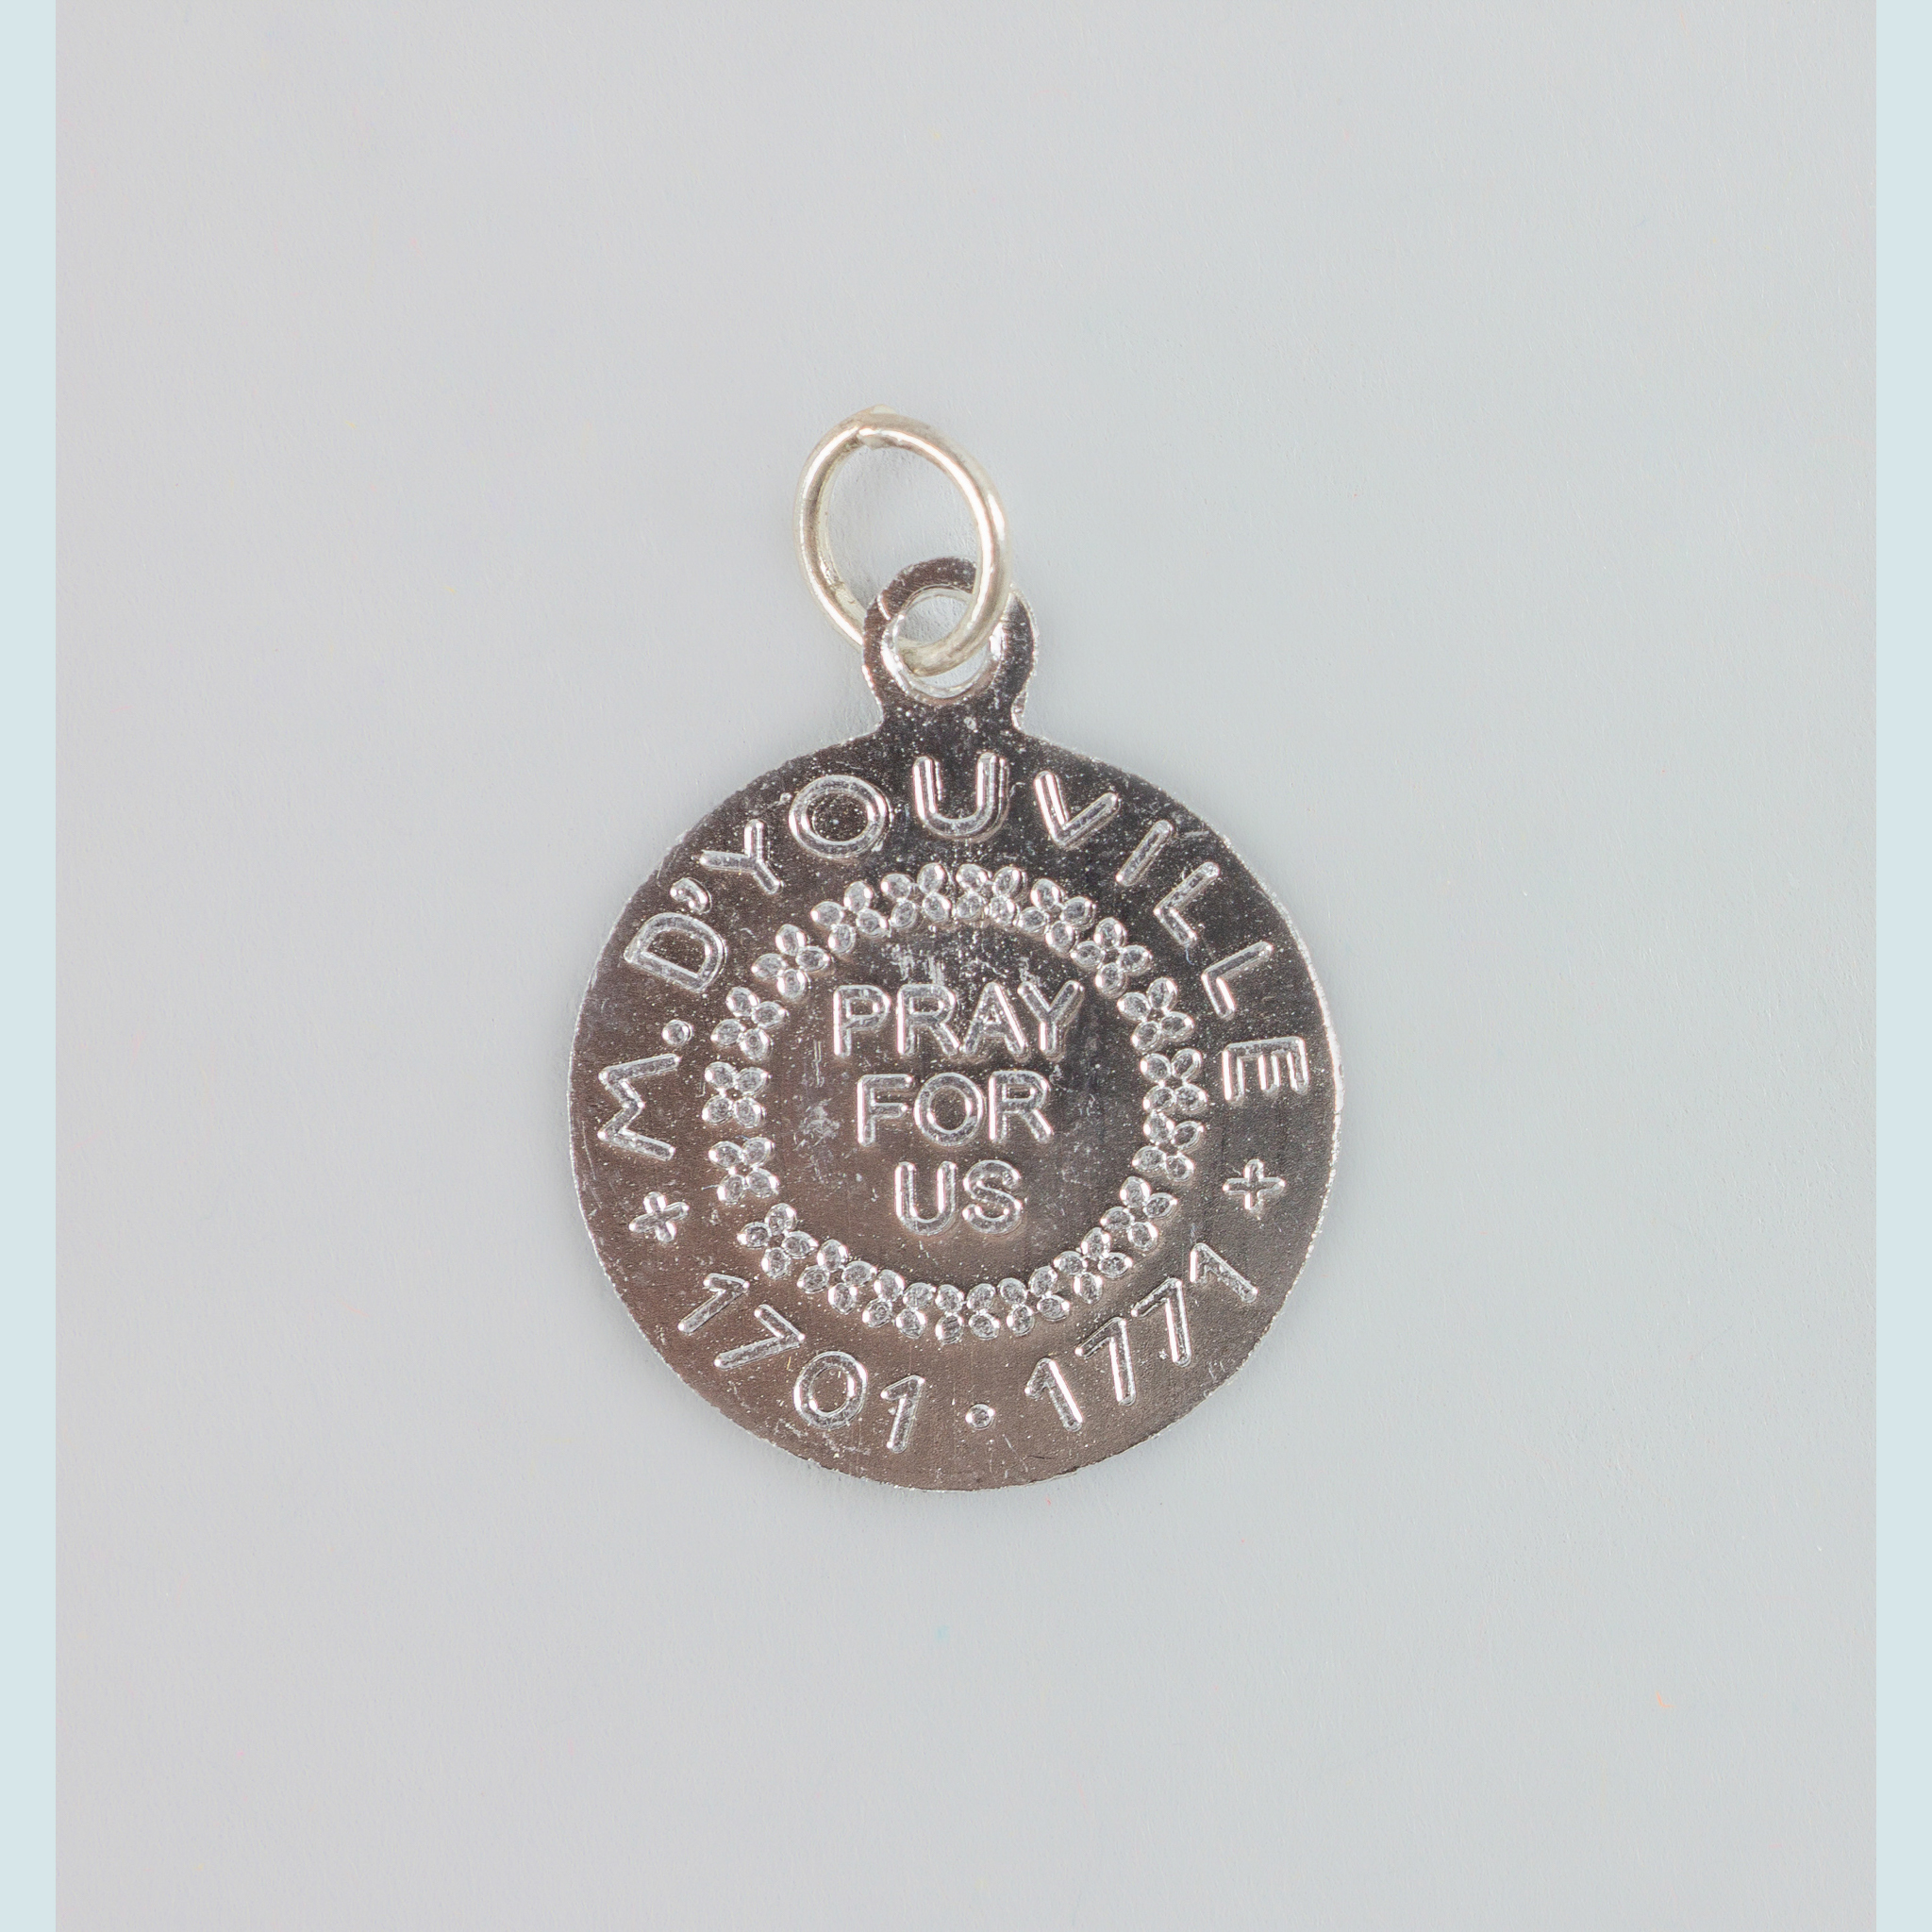 M. D'YOUVILLE
PRAY
FOR
US
+ 1701 · 1771 +